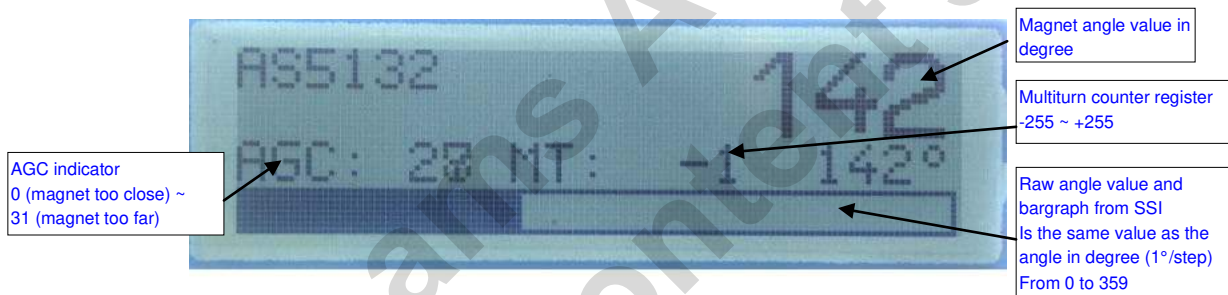 AS5132
142
AGC: MT: -1 142°
Magnet angle value in
degree
Multiturn counter register
-255 ~ +255
AGC indicator
0 (magnet too close) ~
31 (magnet too far)
Raw angle value and
bargraph from SSI
Is the same value as the
angle in degree (1°/step)
From 0 to 359
ams